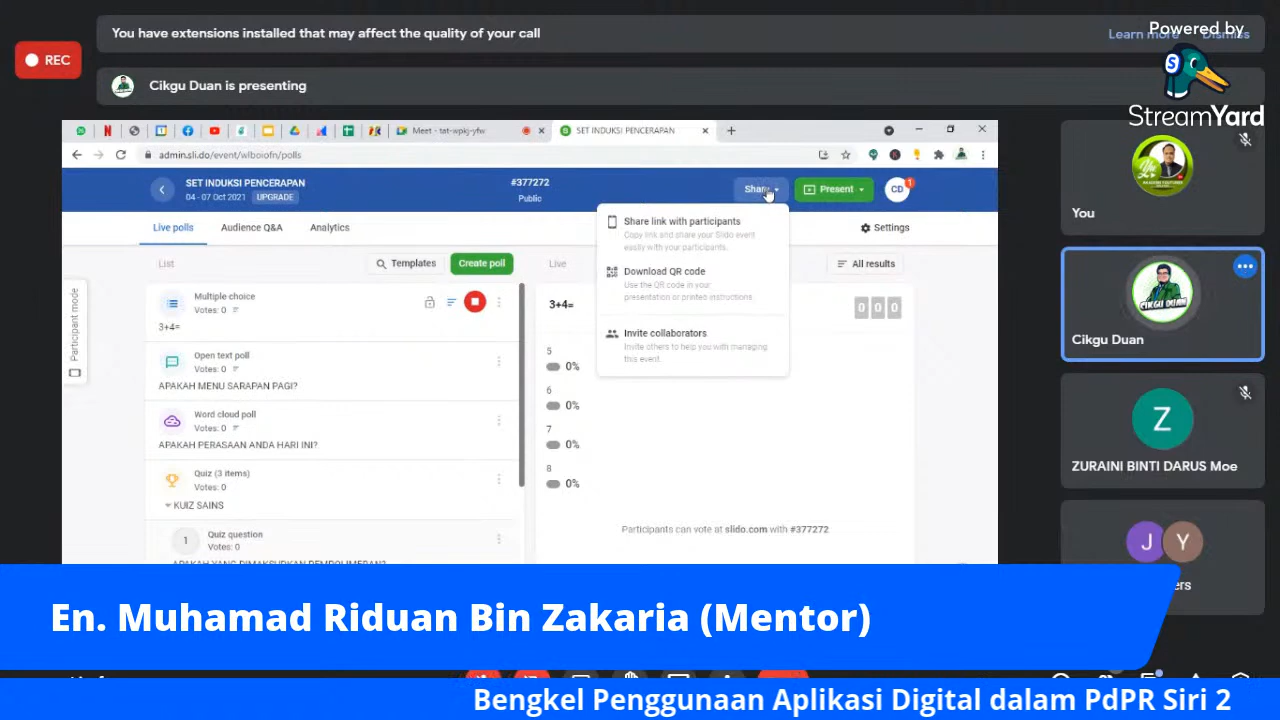 You have extensions installed that may affect the quality of your call
Learn more
Dismiss
Powered by
StreamYard
REC
Cikgu Duan is presenting
Meet - tat-wpkj-yfw
SET INDUKSI PENCERAPAN
admin.sli.do/event/wlboiofn/polls
SET INDUKSI PENCERAPAN
04 - 07 Oct 2021 UPGRADE
#377272
Public
Share
Present
CD
1
Live polls
Audience Q&A
Analytics
Settings
Share link with participants
Copy link and share your Slido event
easily with your participants.
Download QR code
Use the QR code in your
presentation or printed instructions.
Invite collaborators
Invite others to help you with managing
this event.
List
Templates
Create poll
Live
All results
Participant mode
Multiple choice
Votes: 0
3+4=
Open text poll
Votes: 0
APAKAH MENU SARAPAN PAGI?
Word cloud poll
Votes: 0
APAKAH PERASAAN ANDA HARI INI?
Quiz (3 items)
Votes: 0
KUIZ SAINS
1
Quiz question
Votes: 0
APAKAH YANG DIMAKSUDKAN PEMPOLIMERAN?
3+4=
0 0 0
5
0%
6
0%
7
0%
8
0%
Participants can vote at slido.com with #377272
You
CIKGU DUAN
Cikgu Duan
Z
ZURAINI BINTI DARUS Moe
J Y
En. Muhamad Riduan Bin Zakaria (Mentor)
Bengkel Penggunaan Aplikasi Digital dalam PdPR Siri 2